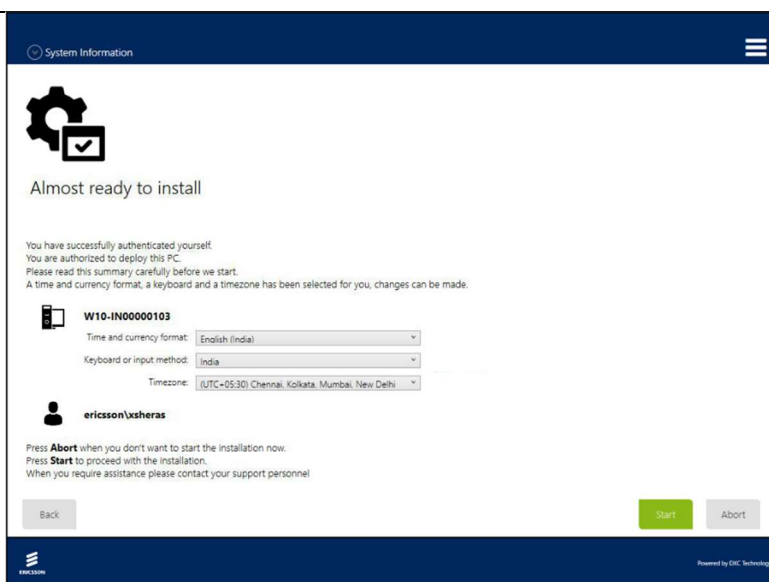 System Information
Almost ready to install
You have successfully authenticated yourself.
You are authorized to deploy this PC.
Please read this summary carefully before we start.
A time and currency format, a keyboard and a timezone has been selected for you, changes can be made.
W10-IN00000103
Time and currency format: English (India)
Keyboard or input method: India
Timezone: (UTC+05:30) Chennai, Kolkata, Mumbai, New Delhi
ericsson\xsheras
Press Abort when you don't want to start the installation now.
Press Start to proceed with the installation.
When you require assistance please contact your support personnel
Back Start Abort
ERICSSON Powered by DXC Technolog